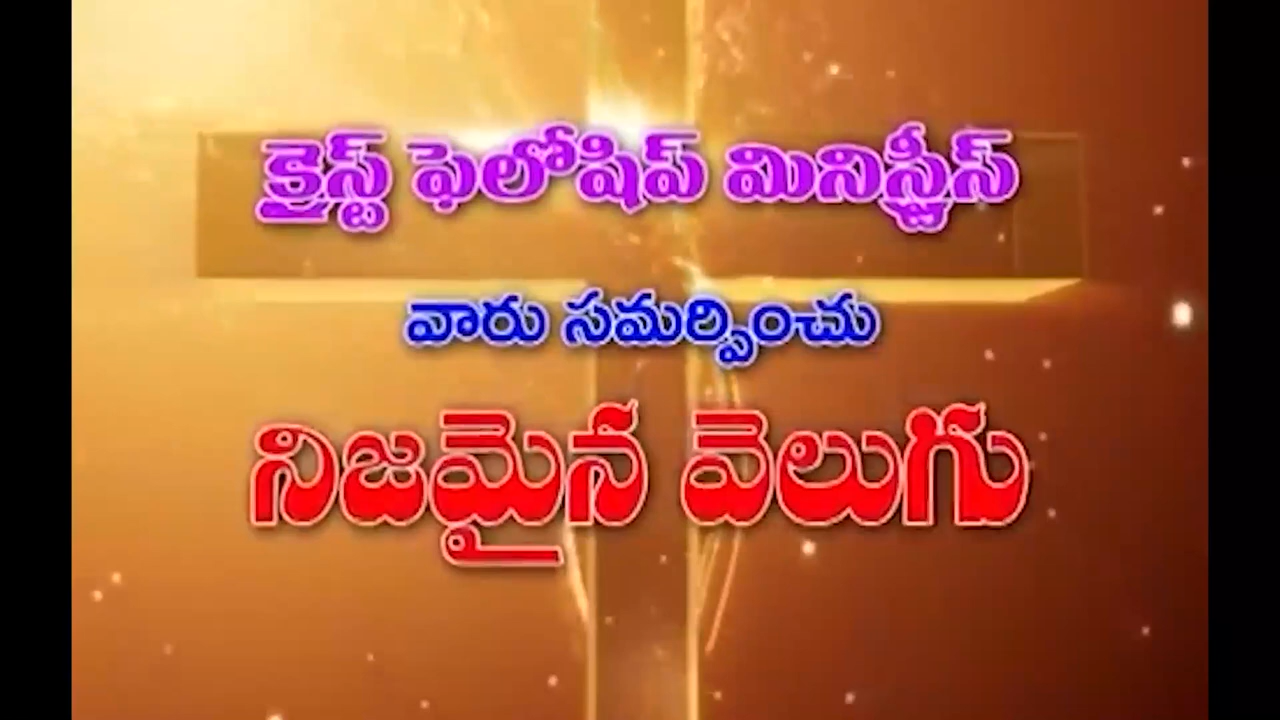 క్రైస్ట్ ఫెలోషిప్ మినిస్ట్రీస్
వారు సమర్పించు
నిజమైన వెలుగు